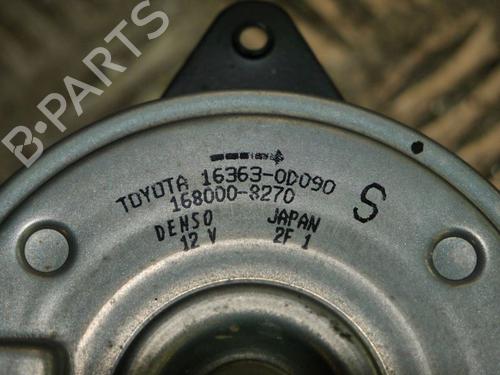 B-PARTS
TOYOTA 16363-0D090
168000-8270
DENSO JAPAN
12 V 2F 1
S